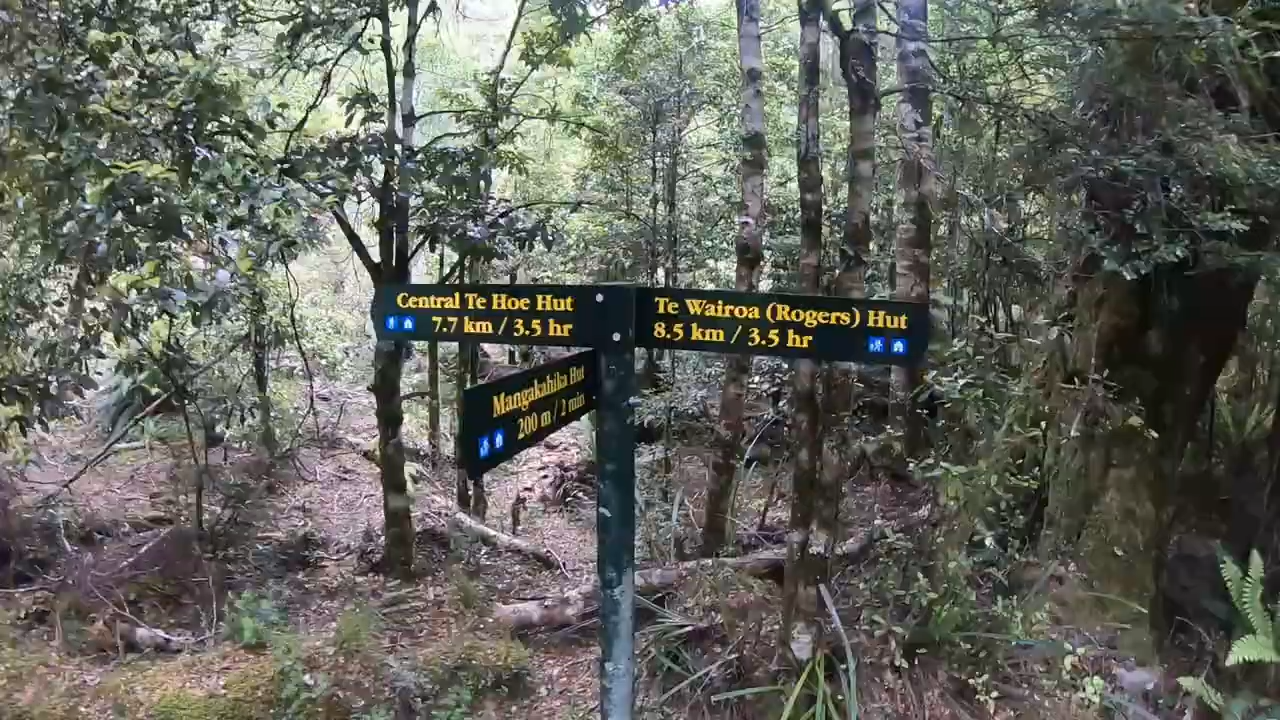 Central Te Hoe Hut
7.7 km / 3.5 hr
Te Wairoa (Rogers) Hut
8.5 km / 3.5 hr
Mangakahika Hut
200 m / 2 min